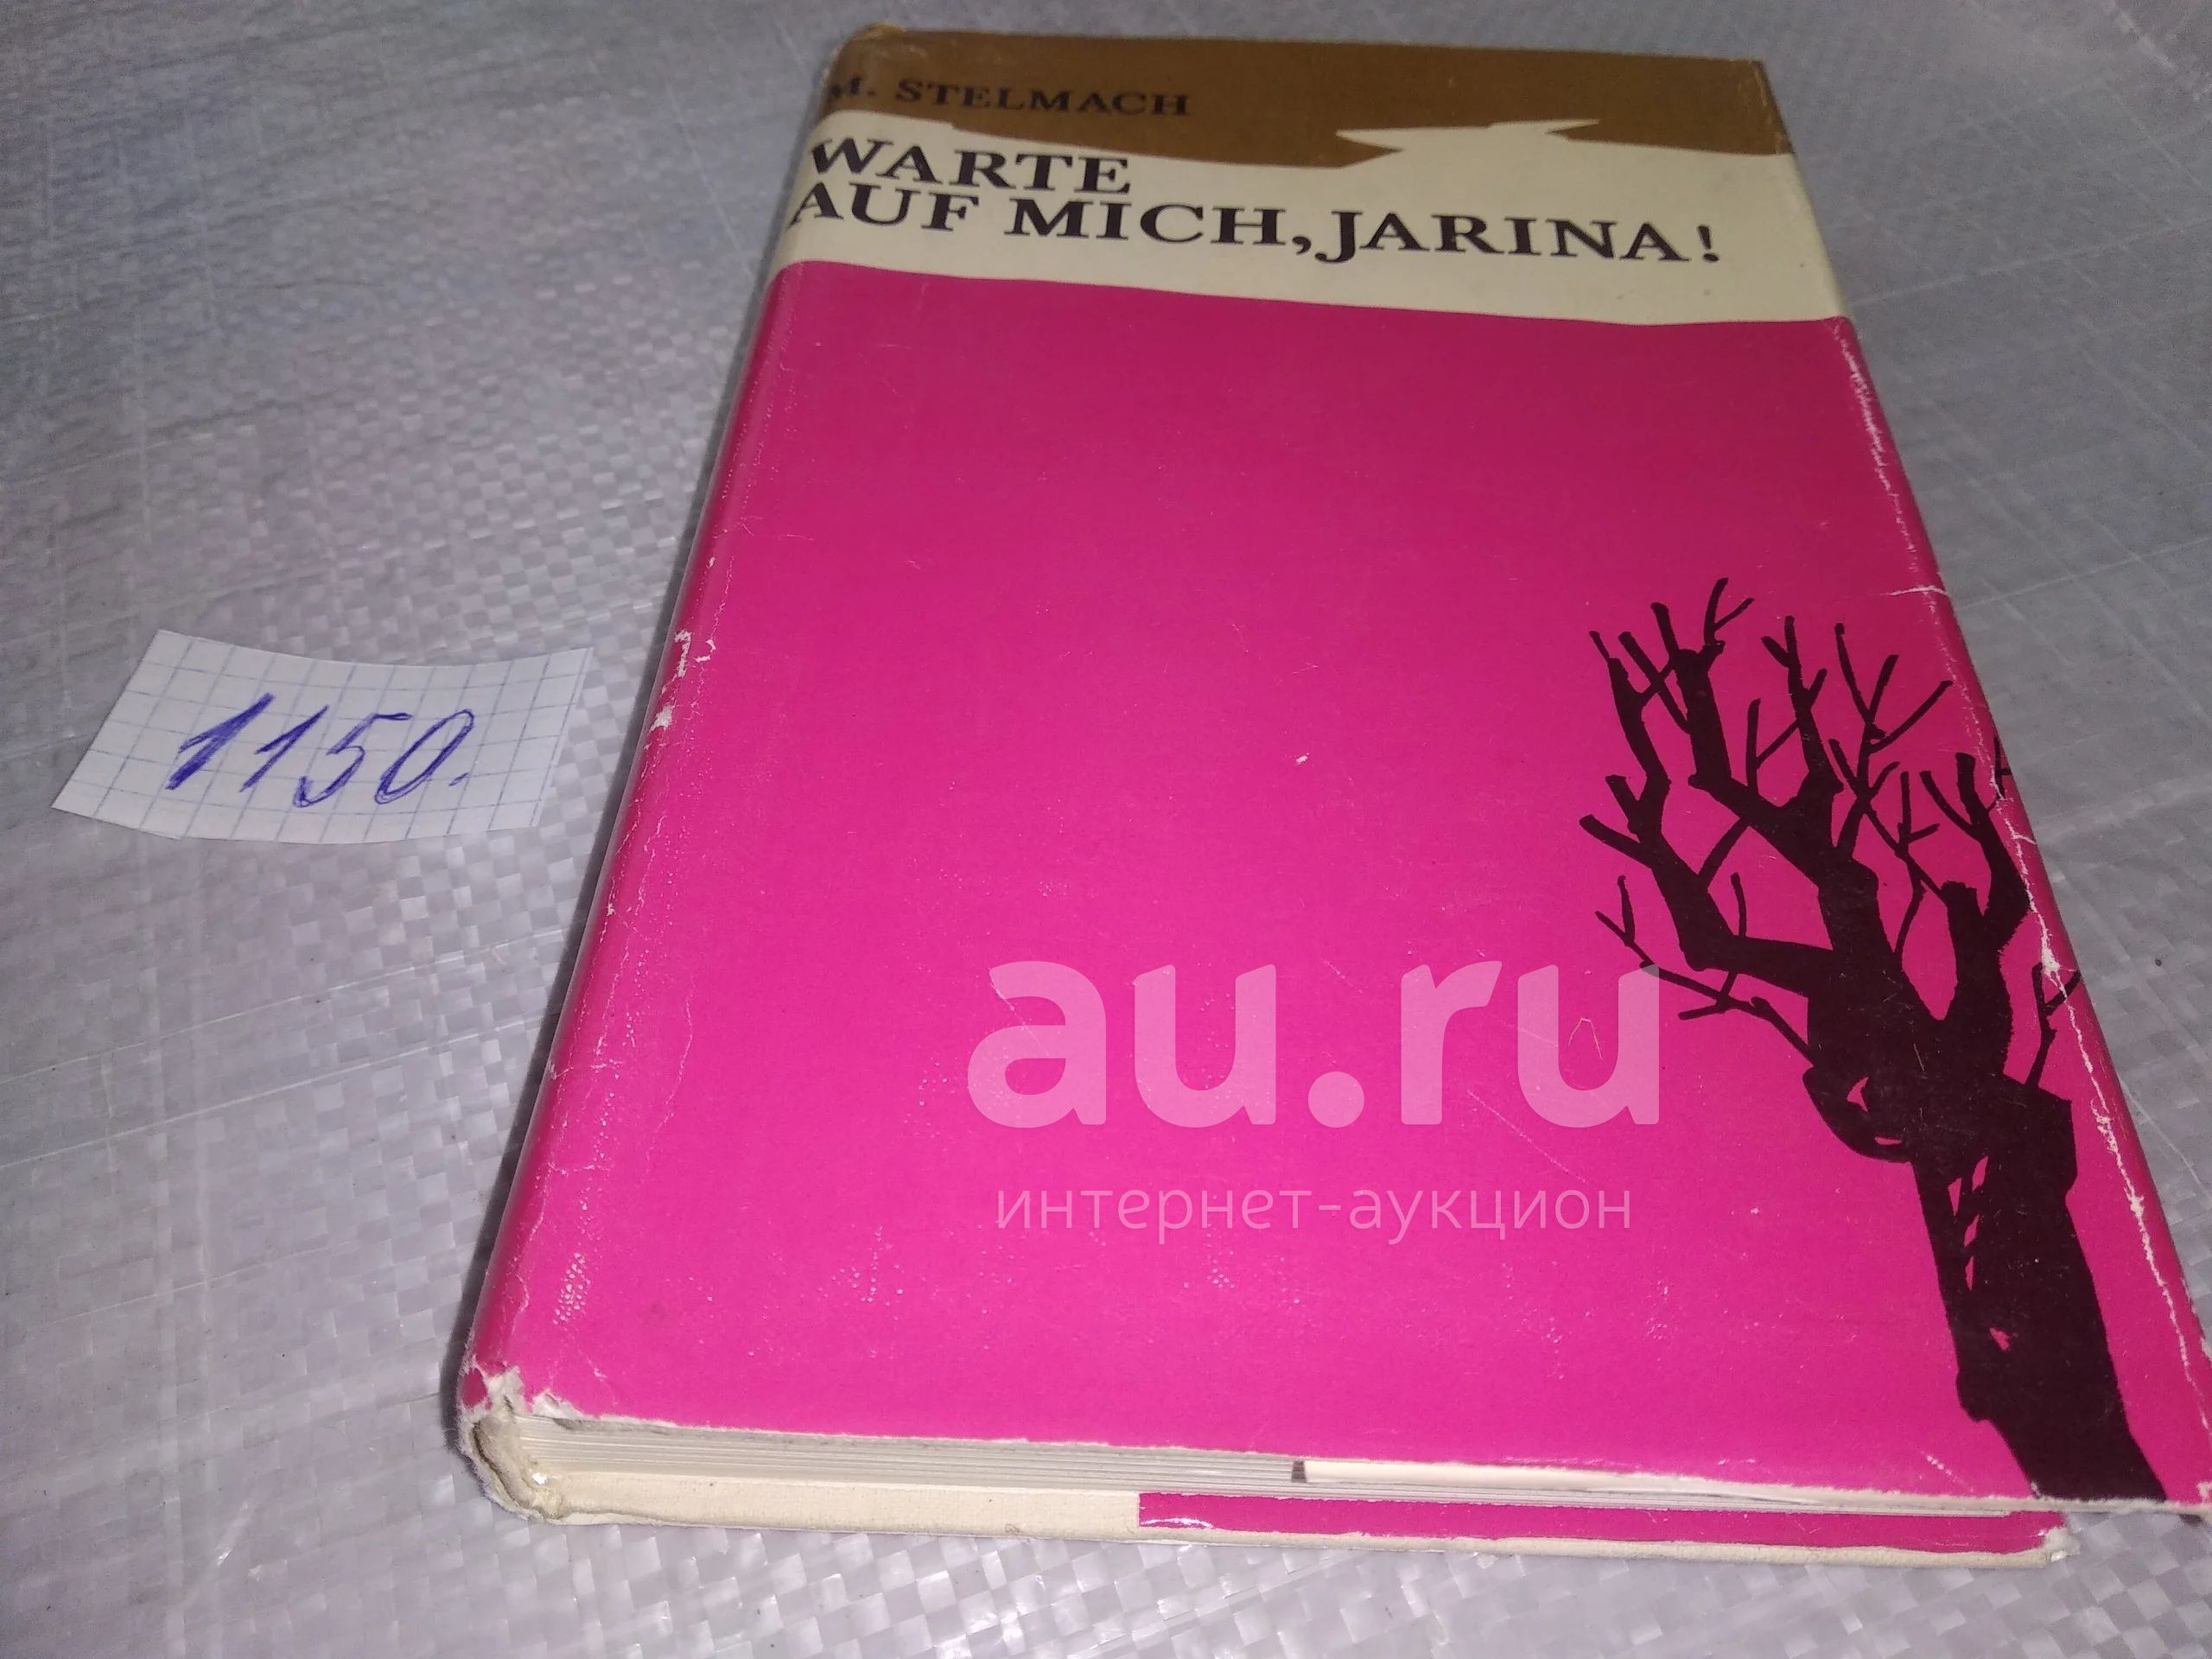 M. STELMACH
WARTE
AUF MICH, JARINA!
1150.
au.ru
интернет-аукцион